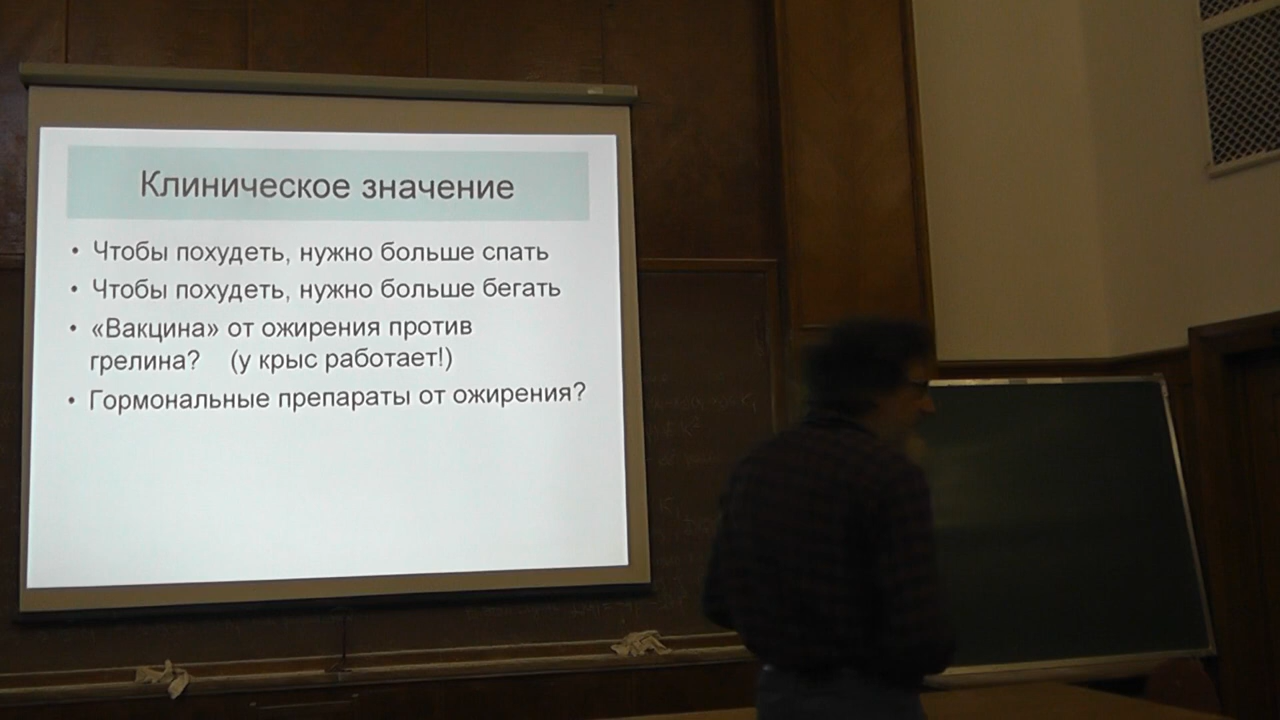 Клиническое значение
• Чтобы похудеть, нужно больше спать
• Чтобы похудеть, нужно больше бегать
• «Вакцина» от ожирения против
грелина? (у крыс работает!)
• Гормональные препараты от ожирения?